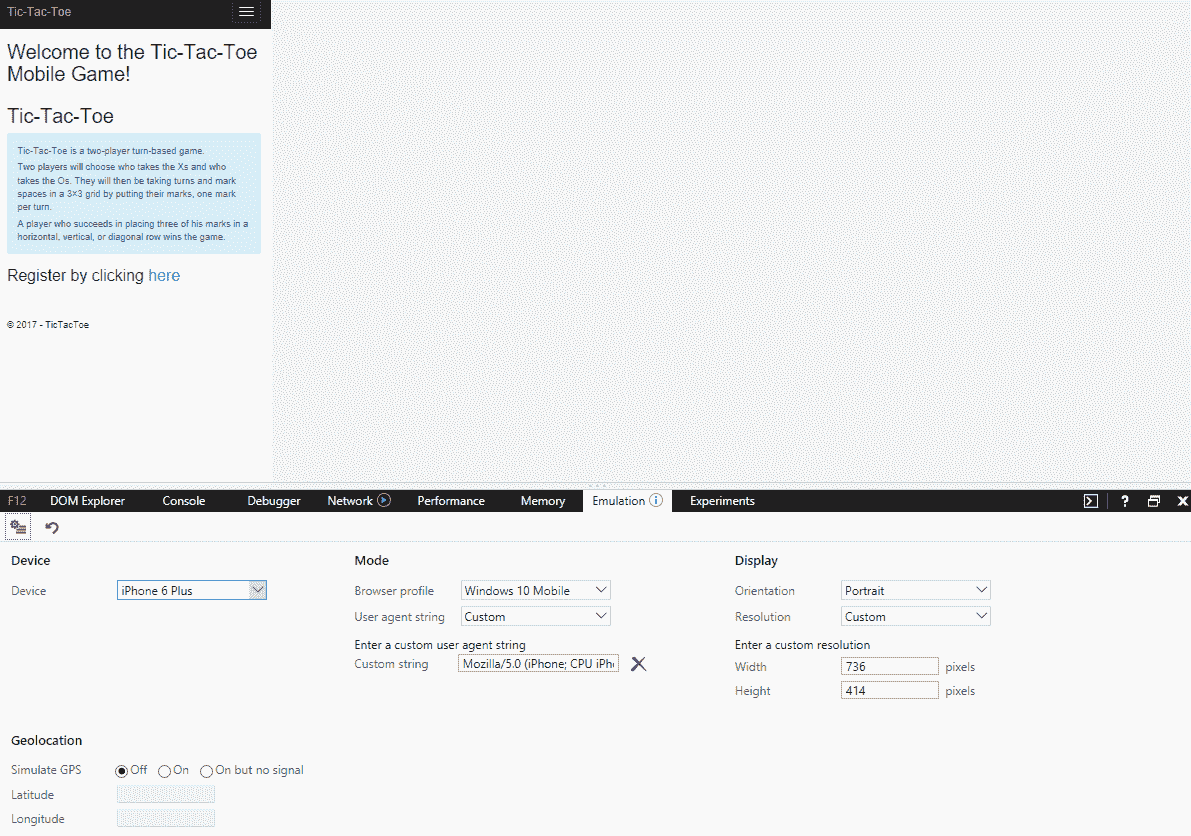 Tic-Tac-Toe
Welcome to the Tic-Tac-Toe
Mobile Game!
Tic-Tac-Toe
Tic-Tac-Toe is a two-player turn-based game.
Two players will choose who takes the Xs and who
takes the Os. They will then be taking turns and mark
spaces in a 3×3 grid by putting their marks, one mark
per turn.
A player who succeeds in placing three of his marks in a
horizontal, vertical, or diagonal row wins the game.
Register by clicking here
© 2017 - TicTacToe
F12 DOM Explorer Console Debugger Network Performance Memory Emulation Experiments ?
Device Mode Display
Device iPhone 6 Plus Browser profile Windows 10 Mobile Orientation Portrait
User agent string Custom Resolution Custom
Enter a custom user agent string Enter a custom resolution
Custom string Mozilla/5.0 (iPhone; CPU iPh Width 736 pixels
Height 414 pixels
Geolocation
Simulate GPS Off On On but no signal
Latitude
Longitude